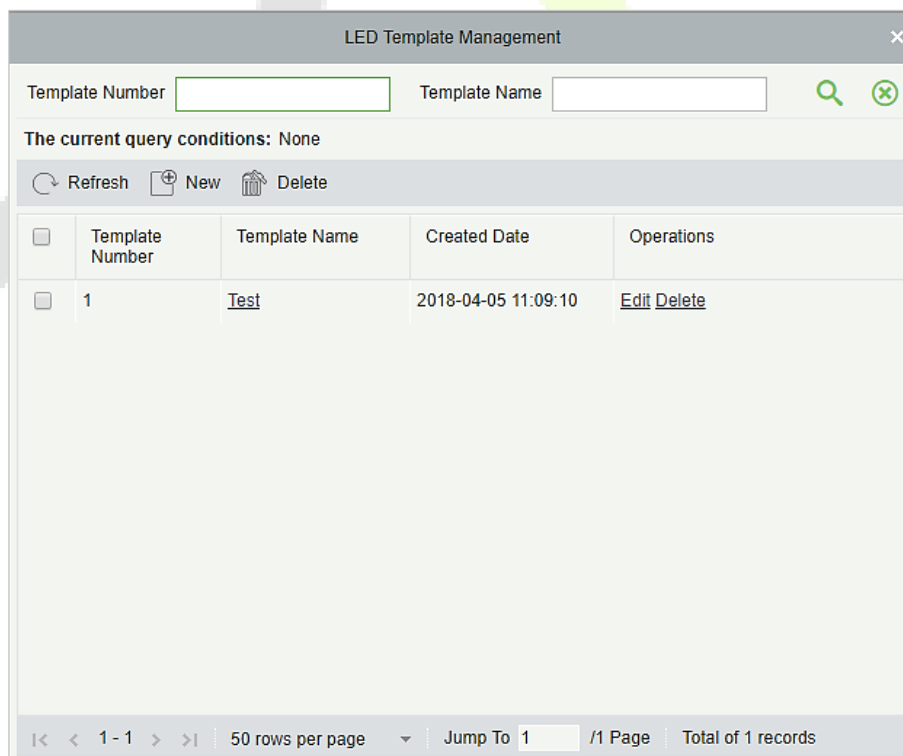 LED Template Management
Template Number Template Name
The current query conditions: None
Refresh New Delete
Template Number Template Name Created Date Operations
1 Test 2018-04-05 11:09:10 Edit Delete
1 - 1 50 rows per page Jump To 1 /1 Page Total of 1 records